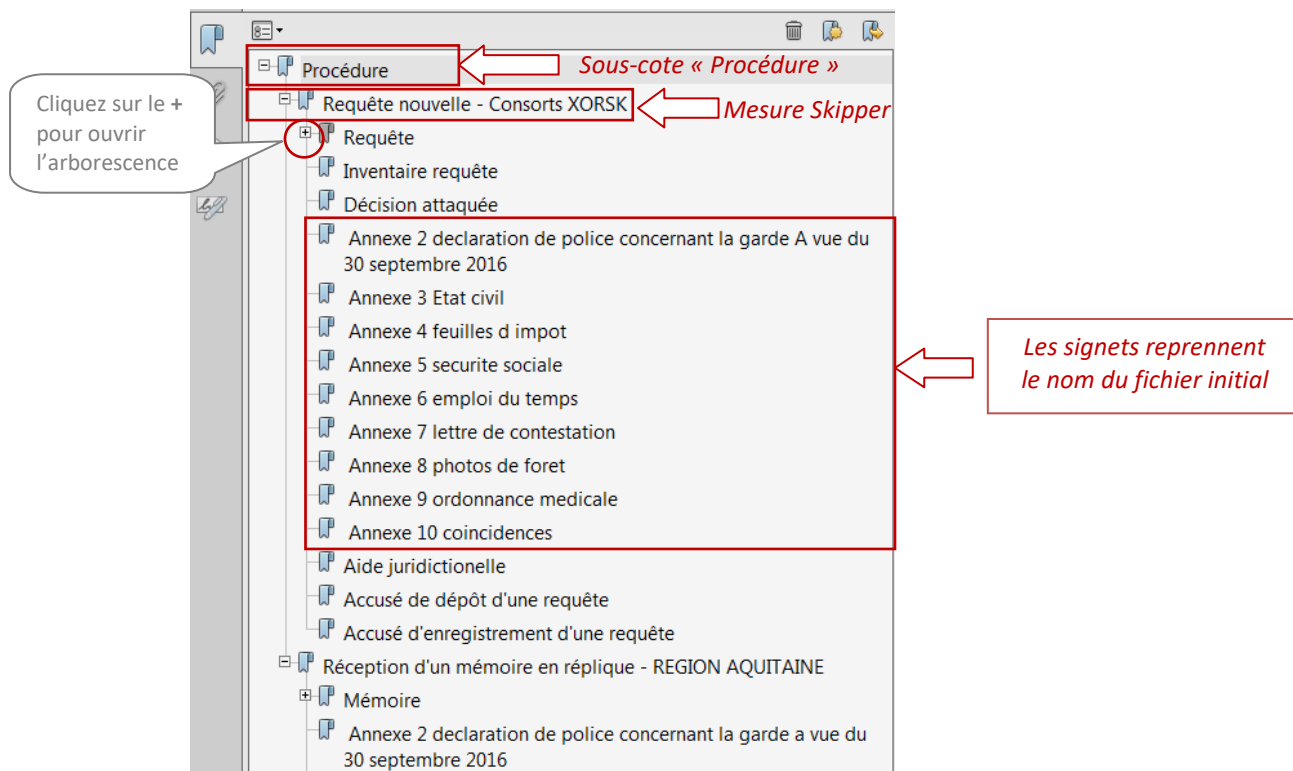 Procédure
Sous-cote « Procédure »
Cliquez sur le +
pour ouvrir
l’arborescence
Requête nouvelle - Consorts XORSK
Mesure Skipper
Requête
Inventaire requête
Décision attaquée
Annexe 2 declaration de police concernant la garde A vue du
30 septembre 2016
Annexe 3 Etat civil
Annexe 4 feuilles d impot
Annexe 5 securite sociale
Annexe 6 emploi du temps
Annexe 7 lettre de contestation
Annexe 8 photos de foret
Annexe 9 ordonnance medicale
Annexe 10 coincidences
Les signets reprennent
le nom du fichier initial
Aide juridictionelle
Accusé de dépôt d'une requête
Accusé d'enregistrement d'une requête
Réception d'un mémoire en réplique - REGION AQUITAINE
Mémoire
Annexe 2 declaration de police concernant la garde a vue du
30 septembre 2016